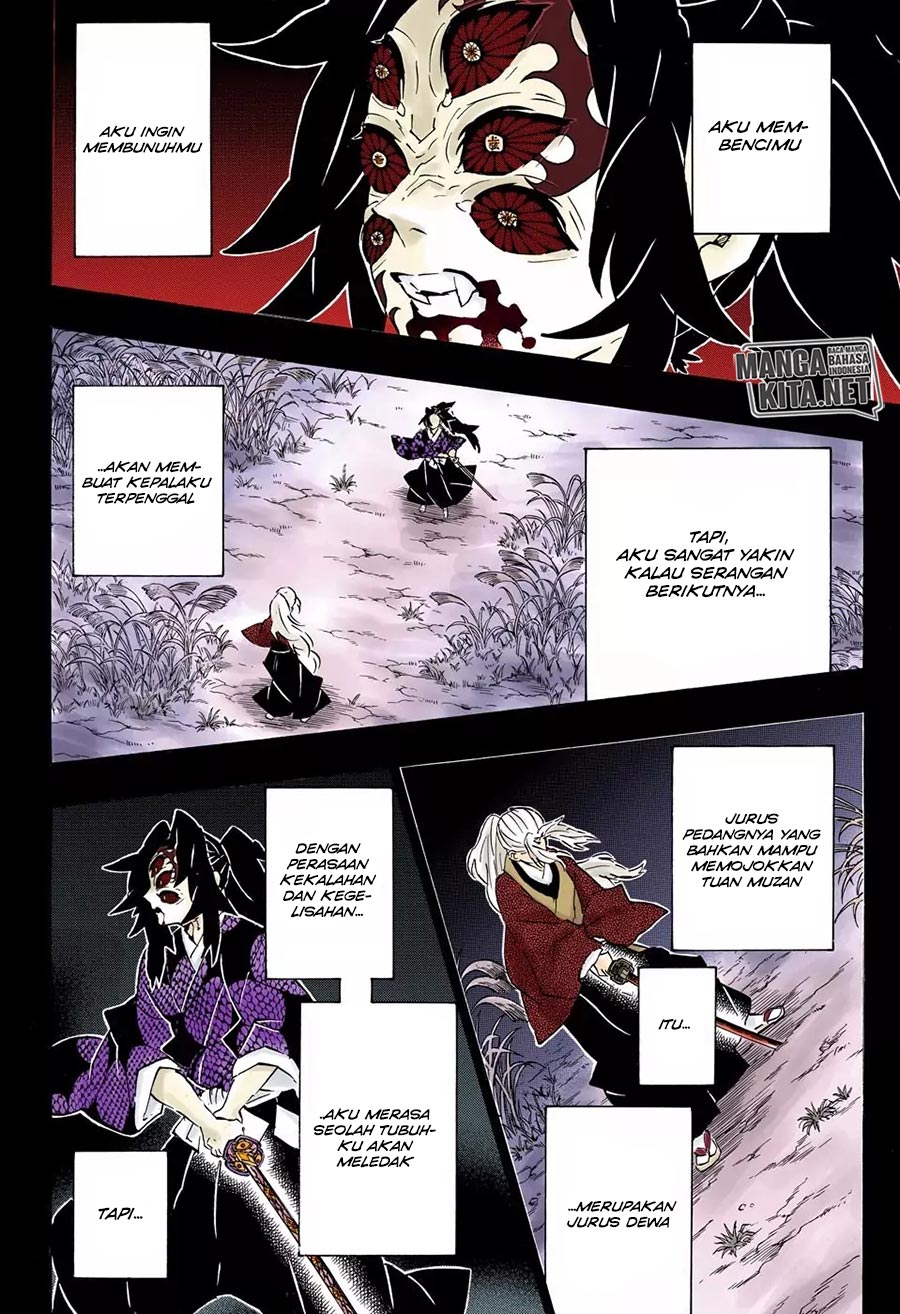 AKU MEM-
BENCIMU
AKU INGIN
MEMBUNUHMU
MANGA
BACA MANGA
BAHASA
INDONESIA
KITA.NET
TAPI,
AKU SANGAT YAKIN
KALAU SERANGAN
BERIKUTNYA...
...AKAN MEM-
BUAT KEPALAKU
TERPENGGAL
JURUS
PEDANGNYA YANG
BAHKAN MAMPU
MEMOJOKKAN
TUAN MUZAN
ITU...
...MERUPAKAN
JURUS DEWA
DENGAN
PERASAAN
KEKALAHAN
DAN KEGE-
LISAHAN...
..AKU MERASA
SEOLAH TUBUH-
KU AKAN
MELEDAK
TAPI...